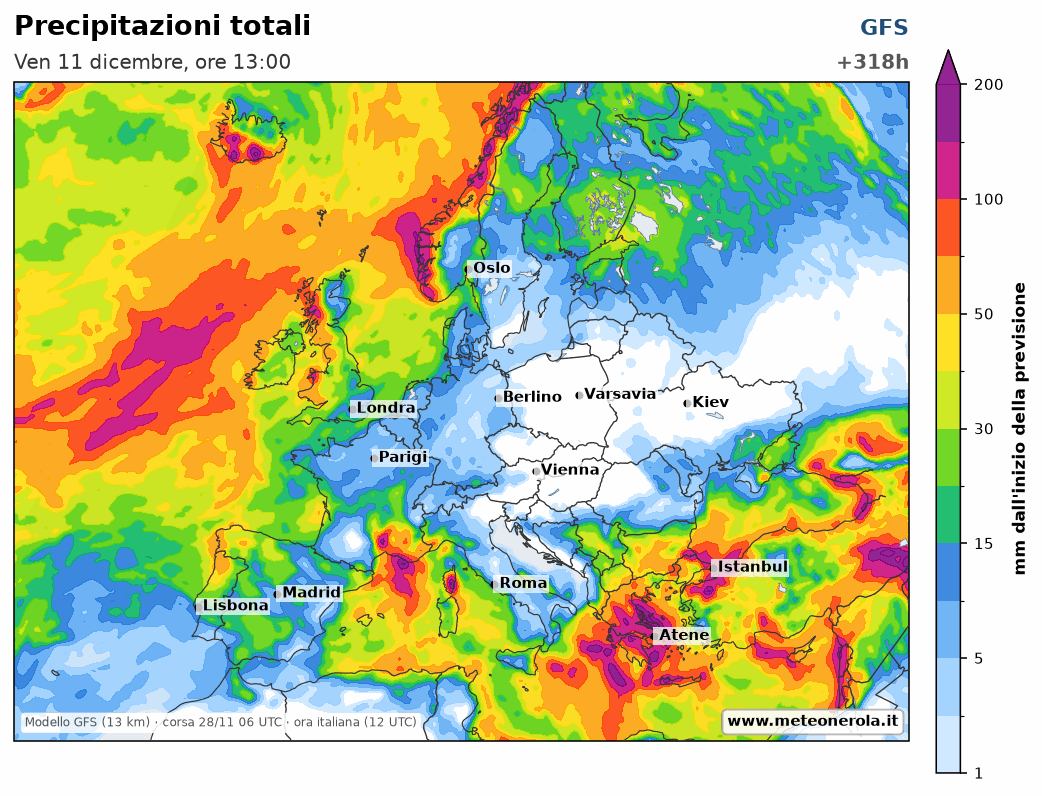 Precipitazioni totali
GFS
Ven 11 dicembre, ore 13:00
+318h
200
100
50
30
15
5
1
mm dall'inizio della previsione
Oslo
Berlino
Varsavia
Kiev
Londra
Parigi
Vienna
Istanbul
Roma
Madrid
Lisbona
Atene
Modello GFS (13 km) · corsa 28/11 06 UTC · ora italiana (12 UTC)
www.meteonerola.it